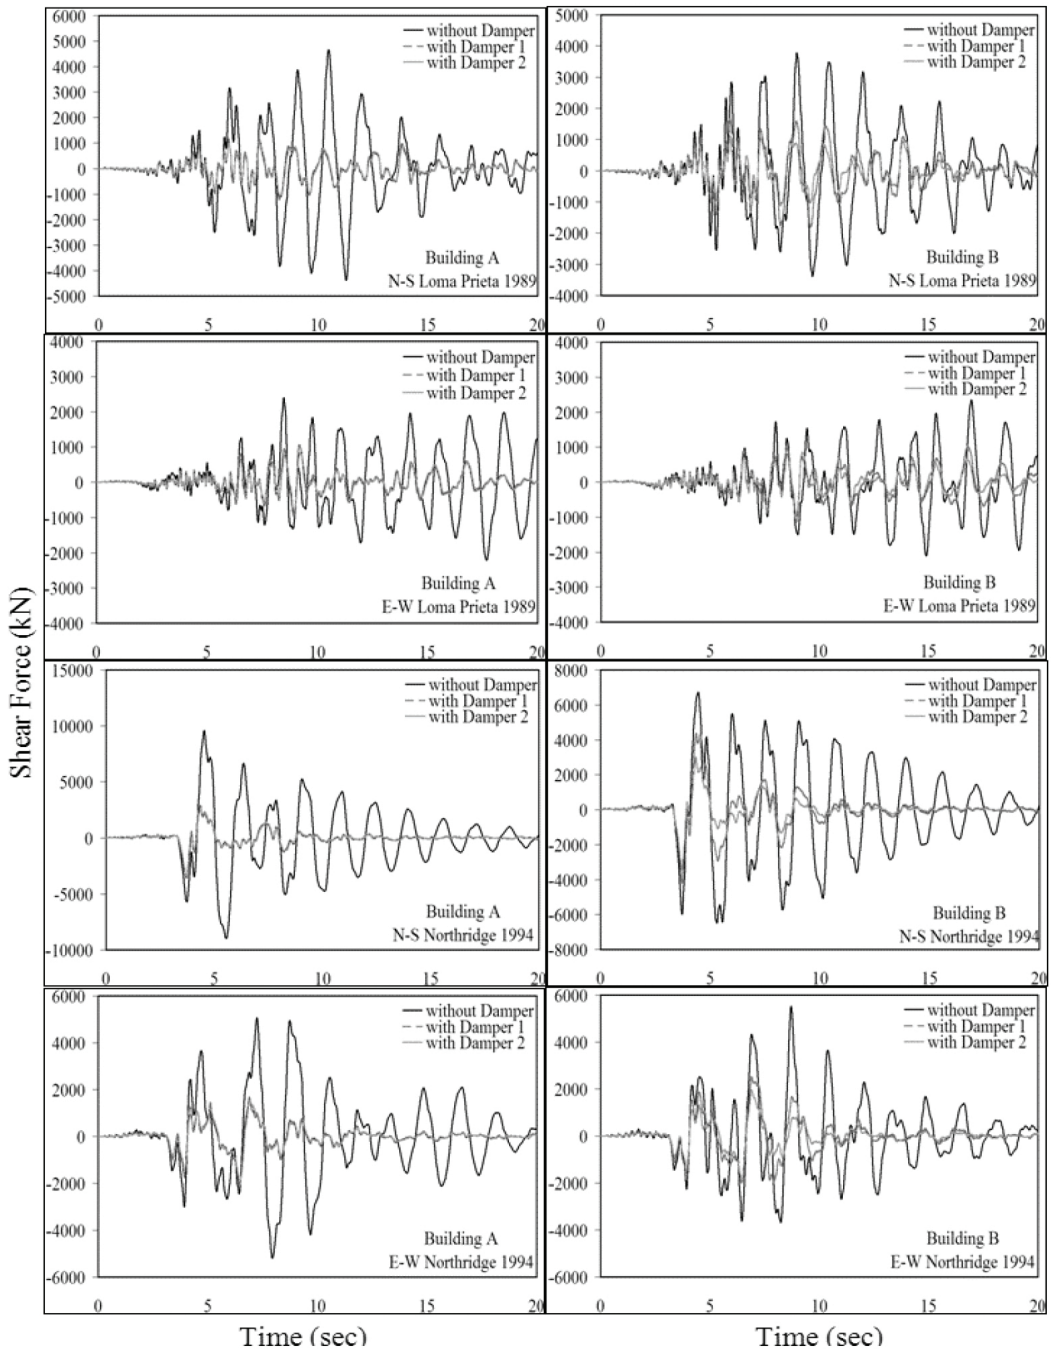 Shear Force (kN)
6000
5000
4000
3000
2000
1000
0
-1000
-2000
-3000
-4000
-5000
without Damper
with Damper 1
with Damper 2
Building A
N-S Loma Prieta 1989
0 5 10 15 20
5000
4000
3000
2000
1000
0
-1000
-2000
-3000
-4000
without Damper
with Damper 1
with Damper 2
Building B
N-S Loma Prieta 1989
0 5 10 15 20
4000
3000
2000
1000
0
-1000
-2000
-3000
-4000
without Damper
with Damper 1
with Damper 2
Building A
E-W Loma Prieta 1989
0 5 10 15 20
4000
3000
2000
1000
0
-1000
-2000
-3000
-4000
without Damper
with Damper 1
with Damper 2
Building B
E-W Loma Prieta 1989
0 5 10 15 20
15000
10000
5000
0
-5000
-10000
without Damper
with Damper 1
with Damper 2
Building A
N-S Northridge 1994
0 5 10 15 20
8000
6000
4000
2000
0
-2000
-4000
-6000
-8000
without Damper
with Damper 1
with Damper 2
Building B
N-S Northridge 1994
0 5 10 15 20
6000
4000
2000
0
-2000
-4000
-6000
without Damper
with Damper 1
with Damper 2
Building A
E-W Northridge 1994
0 5 10 15 20
6000
4000
2000
0
-2000
-4000
-6000
without Damper
with Damper 1
with Damper 2
Building B
E-W Northridge 1994
0 5 10 15 20
Time (sec)
Time (sec)